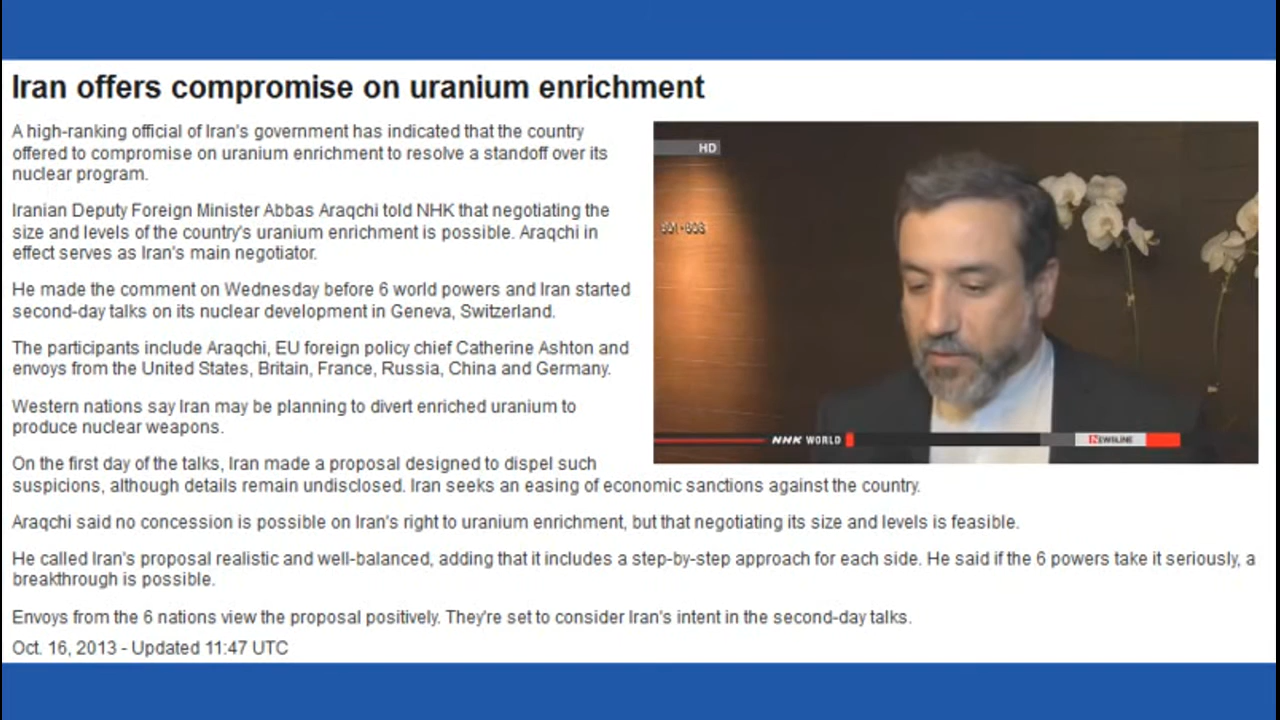 Iran offers compromise on uranium enrichment
A high-ranking official of Iran's government has indicated that the country
offered to compromise on uranium enrichment to resolve a standoff over its
nuclear program.
Iranian Deputy Foreign Minister Abbas Araqchi told NHK that negotiating the
size and levels of the country's uranium enrichment is possible. Araqchi in
effect serves as Iran's main negotiator.
He made the comment on Wednesday before 6 world powers and Iran started
second-day talks on its nuclear development in Geneva, Switzerland.
The participants include Araqchi, EU foreign policy chief Catherine Ashton and
envoys from the United States, Britain, France, Russia, China and Germany.
Western nations say Iran may be planning to divert enriched uranium to
produce nuclear weapons.
On the first day of the talks, Iran made a proposal designed to dispel such
suspicions, although details remain undisclosed. Iran seeks an easing of economic sanctions against the country.
Araqchi said no concession is possible on Iran's right to uranium enrichment, but that negotiating its size and levels is feasible.
He called Iran's proposal realistic and well-balanced, adding that it includes a step-by-step approach for each side. He said if the 6 powers take it seriously, a
breakthrough is possible.
Envoys from the 6 nations view the proposal positively. They're set to consider Iran's intent in the second-day talks.
Oct. 16, 2013 - Updated 11:47 UTC
HD
NHK WORLD
NEWSLINE